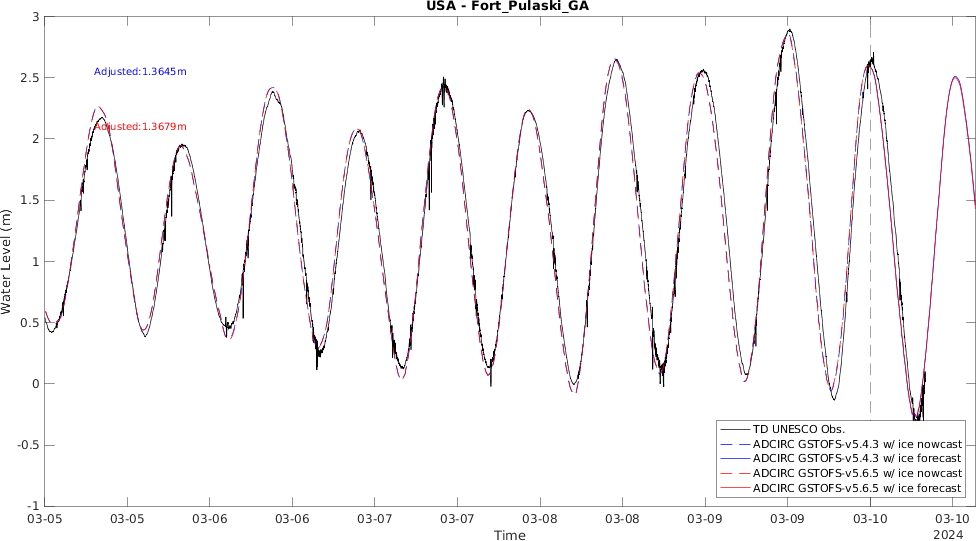 USA - Fort_Pulaski_GA
3
2.5
2
1.5
1
0.5
0
-0.5
-1
Water Level (m)
Adjusted:1.3645m
Adjusted:1.3679m
TD UNESCO Obs.
ADCIRC GSTOFS-v5.4.3 w/ ice nowcast
ADCIRC GSTOFS-v5.4.3 w/ ice forecast
ADCIRC GSTOFS-v5.6.5 w/ ice nowcast
ADCIRC GSTOFS-v5.6.5 w/ ice forecast
03-05 03-05 03-06 03-06 03-07 03-07 03-08 03-08 03-09 03-09 03-10 03-10
Time
2024